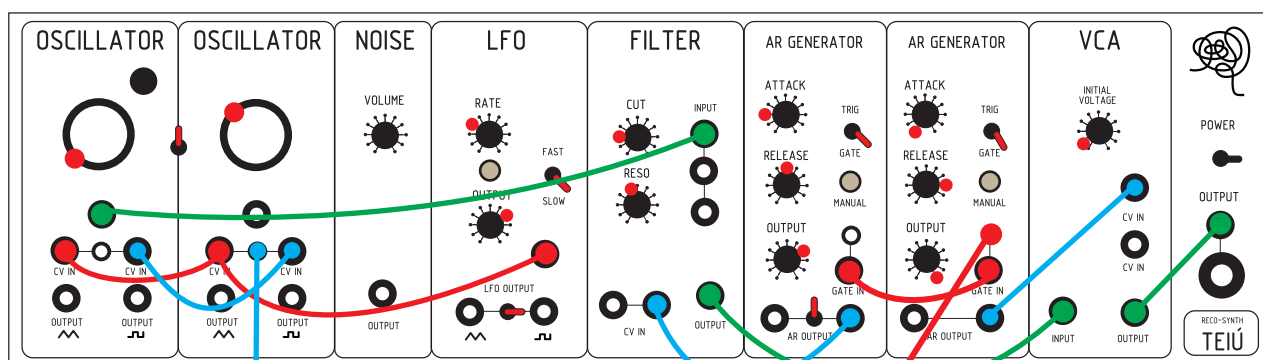 OSCILLATOR
OSCILLATOR
NOISE
LFO
FILTER
AR GENERATOR
AR GENERATOR
VCA
VOLUME
RATE
FAST
SLOW
OUTPUT
CUT
RESO
INPUT
ATTACK
TRIG
GATE
RELEASE
MANUAL
OUTPUT
GATE IN
AR OUTPUT
ATTACK
TRIG
GATE
RELEASE
MANUAL
OUTPUT
GATE IN
AR OUTPUT
INITIAL
VOLTAGE
CV IN
CV IN
INPUT
OUTPUT
POWER
OUTPUT
CV IN
CV IN
OUTPUT
OUTPUT
CV IN
CV IN
OUTPUT
OUTPUT
OUTPUT
LFO OUTPUT
CV IN
OUTPUT
RECO-SYNTH
TEIÚ